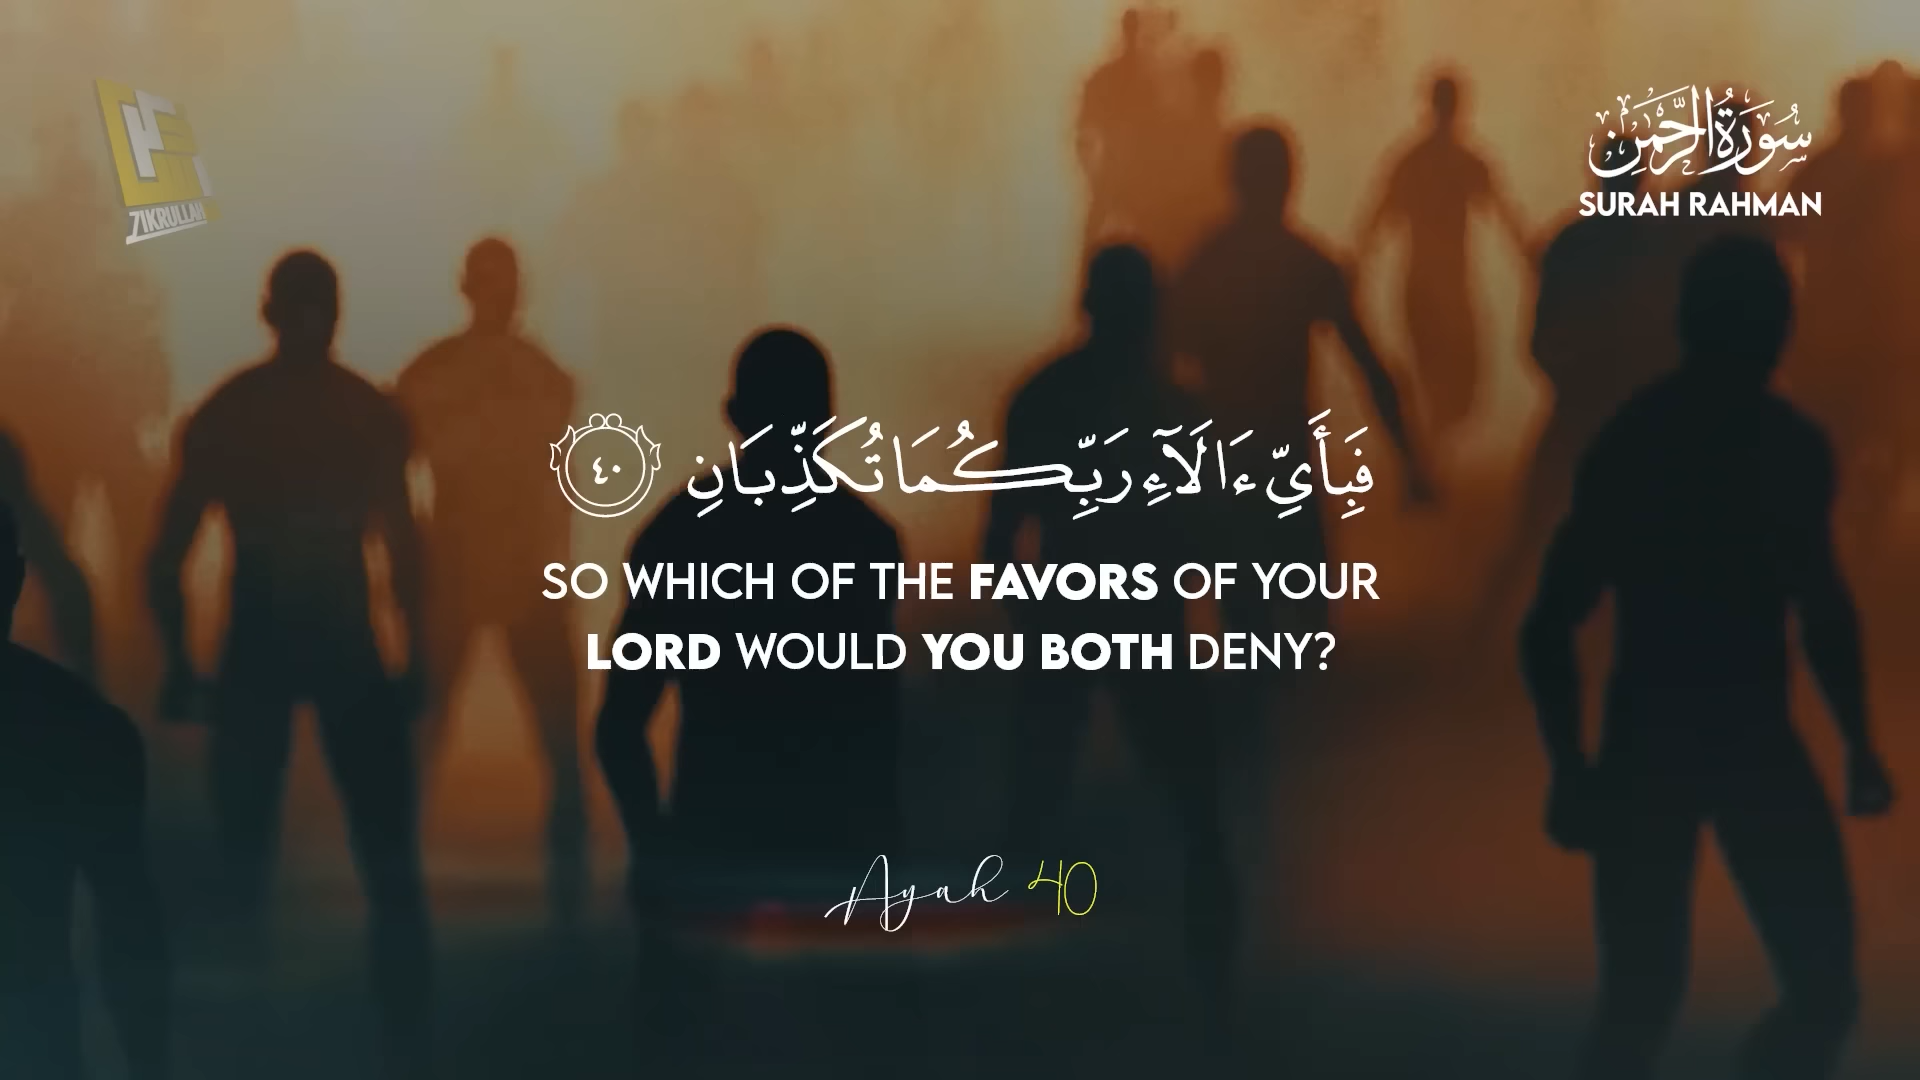 ZIKRULLAH
سُورَةُ الرَّحْمَنِ
SURAH RAHMAN
فَبِأَيِّ ءَالَآءِ رَبِّكُمَا تُكَذِّبَانِ ٤٠
SO WHICH OF THE FAVORS OF YOUR
LORD WOULD YOU BOTH DENY?
Ayah 40